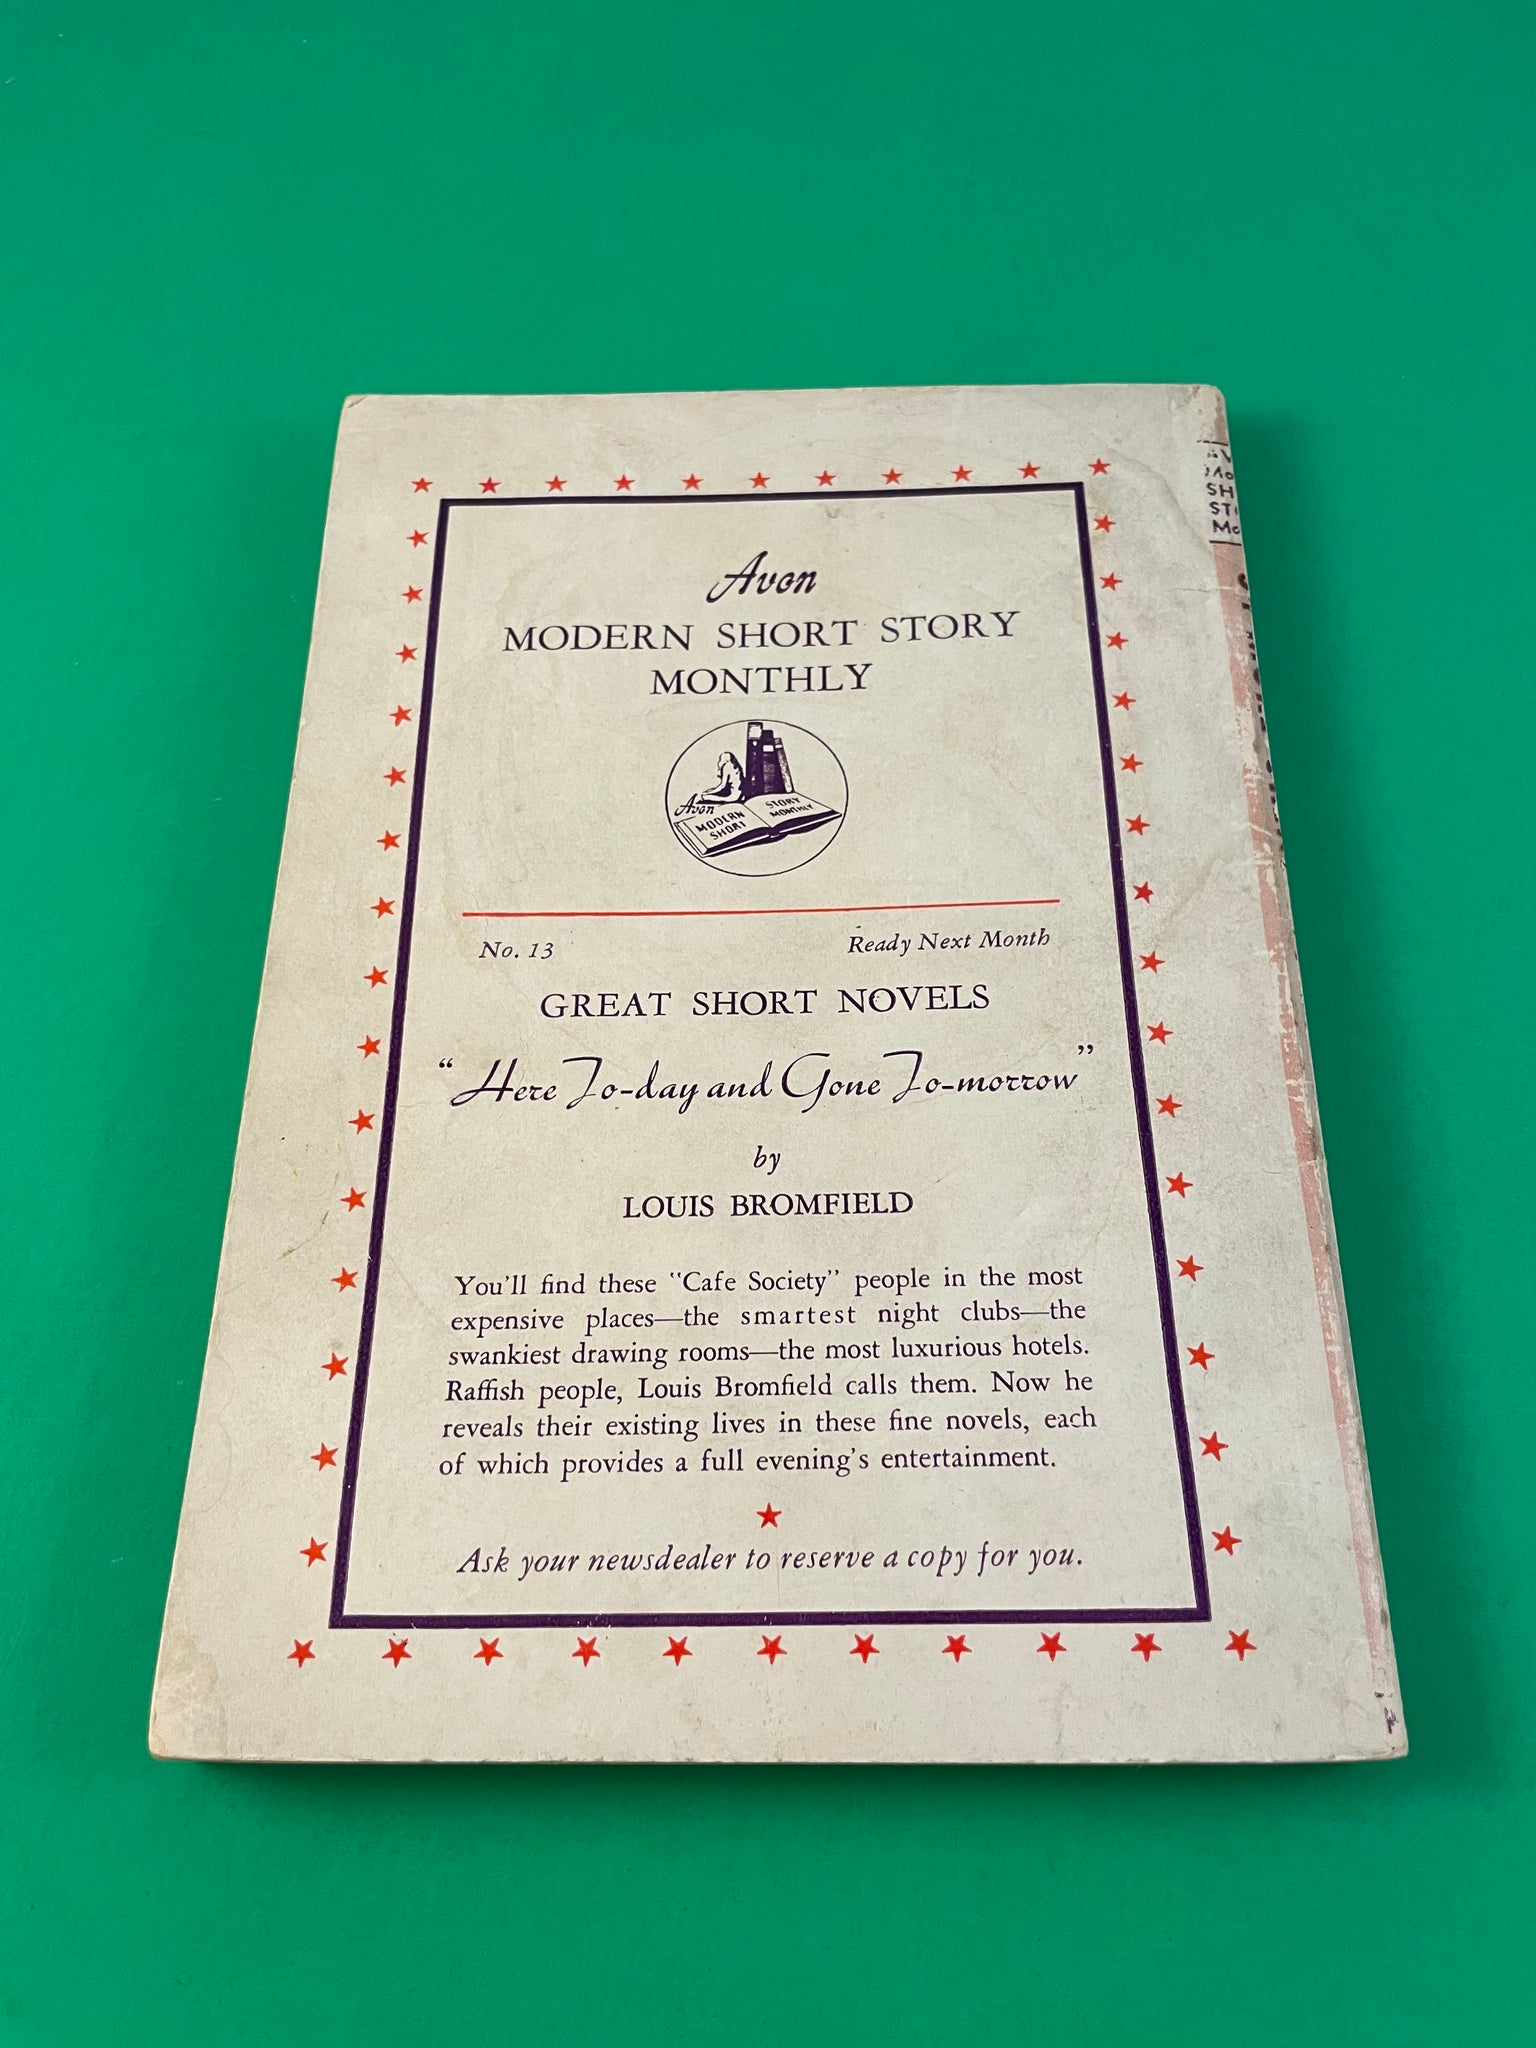 Avon
MODERN SHORT STORY
MONTHLY
Avon
MODERN
SHORT
STORY
MONTHLY
No. 13
Ready Next Month
GREAT SHORT NOVELS
"Here To-day and Gone To-morrow"
by
LOUIS BROMFIELD
You'll find these "Cafe Society" people in the most
expensive places—the smartest night clubs—the
swankiest drawing rooms—the most luxurious hotels.
Raffish people, Louis Bromfield calls them. Now he
reveals their existing lives in these fine novels, each
of which provides a full evening's entertainment.
Ask your newsdealer to reserve a copy for you.